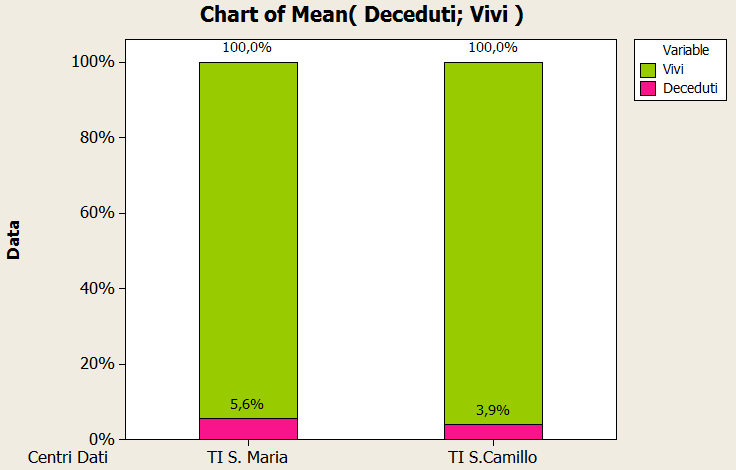 Chart of Mean( Deceduti; Vivi )
100,0% 100,0%
Variable
Vivi
Deceduti
100%
80%
60%
40%
20%
0%
Data
5,6% 3,9%
Centri Dati TI S. Maria TI S.Camillo